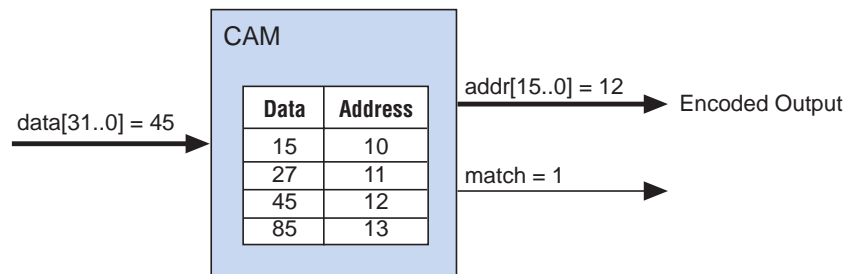 CAM
data[31..0] = 45
Data Address
15 10
27 11
45 12
85 13
addr[15..0] = 12
Encoded Output
match = 1